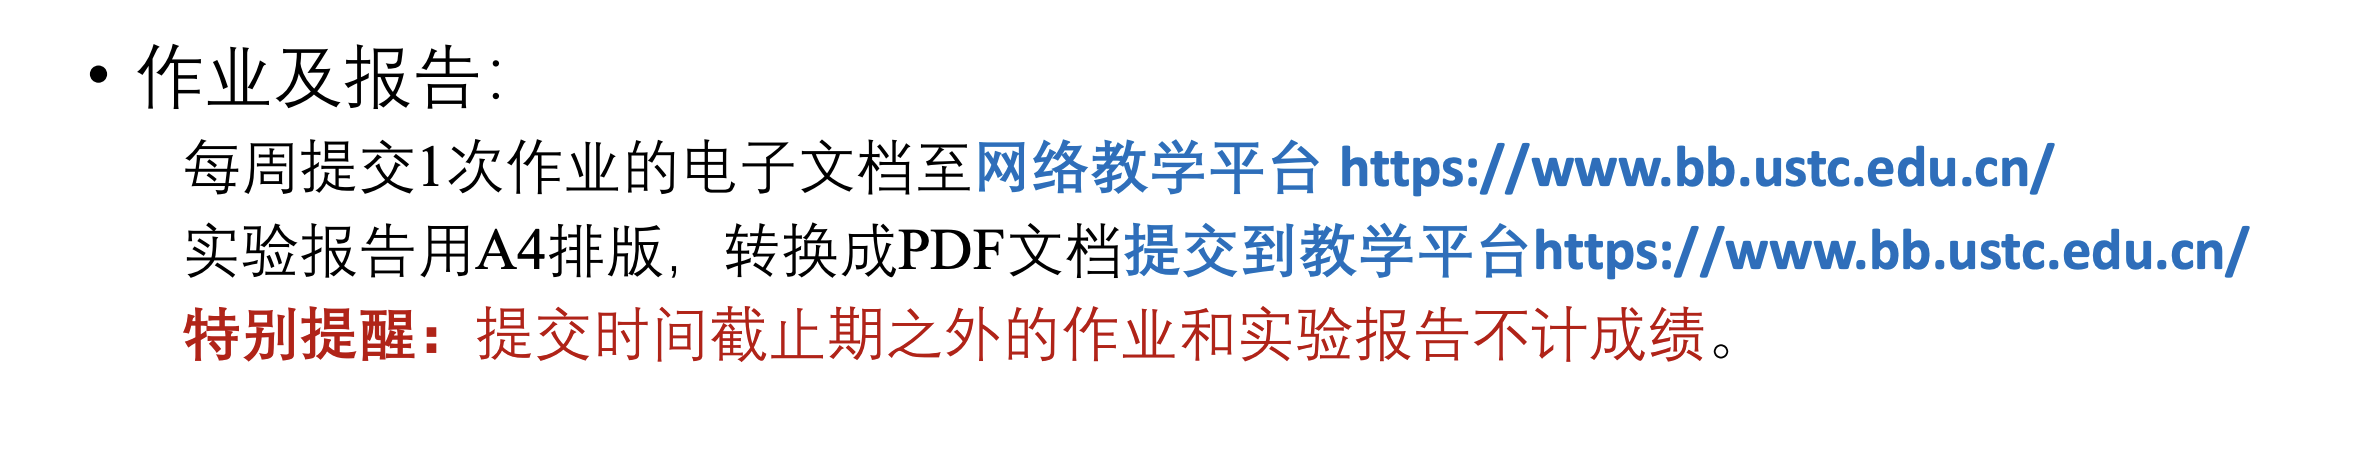 • 作业及报告：
每周提交1次作业的电子文档至网络教学平台 https://www.bb.ustc.edu.cn/
实验报告用A4排版，转换成PDF文档提交到教学平台https://www.bb.ustc.edu.cn/
特别提醒：提交时间截止期之外的作业和实验报告不计成绩。